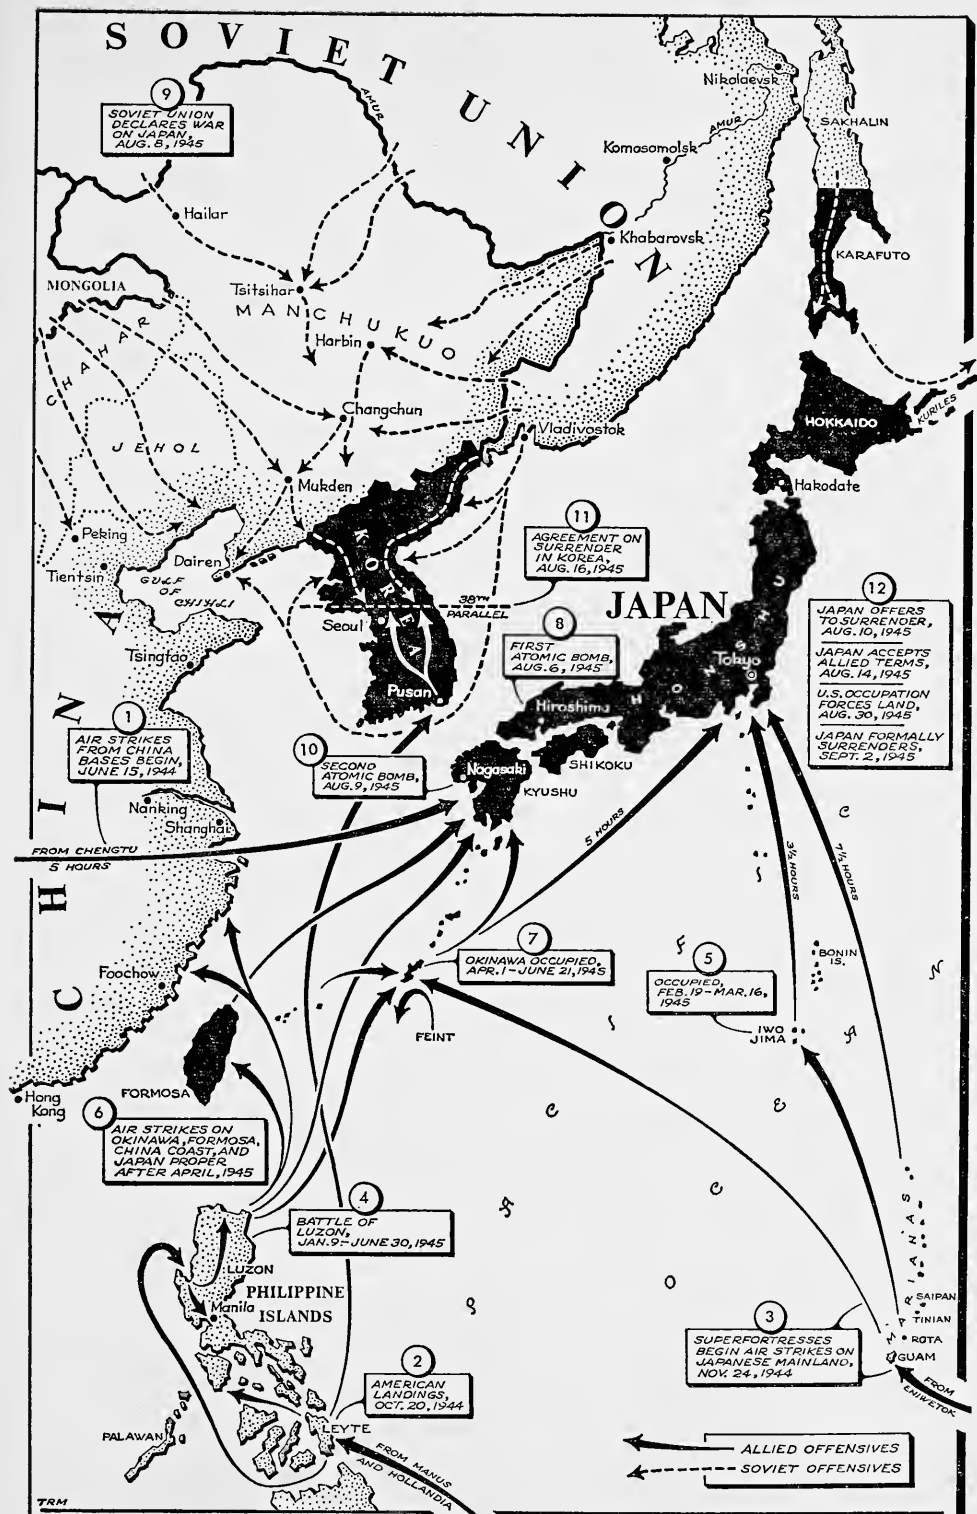 SOVIET UNION
9
SOVIET UNION
DECLARES WAR
ON JAPAN,
AUG. 8, 1945
AMUR
Nikolaevsk
AMUR
SAKHALIN
Komosomolsk
Hailar
Khabarovsk
KARAFUTO
MONGOLIA
Tsitsihar
MANCHUKUO
Harbin
CHAHAR
KURILES
HOKKAIDO
Changchun
Vladivostok
JEHOL
Mukden
Hakodate
Peking
11
AGREEMENT ON
SURRENDER
IN KOREA,
AUG. 16, 1945
Dairen
Tientsin
GULF
OF
CHIHLI
KOREA
38TH
PARALLEL
Seoul
JAPAN
12
JAPAN OFFERS
TO SURRENDER,
AUG. 10, 1945
JAPAN ACCEPTS
ALLIED TERMS,
AUG. 14, 1945
U.S. OCCUPATION
FORCES LAND,
AUG. 30, 1945
JAPAN FORMALLY
SURRENDERS,
SEPT. 2, 1945
8
FIRST
ATOMIC BOMB,
AUG. 6, 1945
HONSHU
Tokyo
Tsingtao
Pusan
Hiroshima
CHINA
1
AIR STRIKES
FROM CHINA
BASES BEGIN,
JUNE 15, 1944
10
SECOND
ATOMIC BOMB,
AUG. 9, 1945
Nagasaki
SHIKOKU
KYUSHU
Nanking
Shanghai
FROM CHENGTU
5 HOURS
5 HOURS
3½ HOURS
7½ HOURS
7
OKINAWA OCCUPIED,
APR. 1 – JUNE 21, 1945
5
OCCUPIED,
FEB. 19 – MAR. 16,
1945
BONIN
IS.
Foochow
FEINT
IWO
JIMA
PACIFIC OCEAN
FORMOSA
Hong
Kong
6
AIR STRIKES ON
OKINAWA, FORMOSA,
CHINA COAST, AND
JAPAN PROPER
AFTER APRIL, 1945
4
BATTLE OF
LUZON,
JAN. 9 – JUNE 30, 1945
LUZON
PHILIPPINE
ISLANDS
Manila
MARIANAS
SAIPAN
TINIAN
ROTA
GUAM
3
SUPERFORTRESSES
BEGIN AIR STRIKES ON
JAPANESE MAINLAND,
NOV. 24, 1944
FROM
ENIWETOK
2
AMERICAN
LANDINGS,
OCT. 20, 1944
LEYTE
PALAWAN
FROM MANUS
AND HOLLANDIA
ALLIED OFFENSIVES
SOVIET OFFENSIVES
TRM